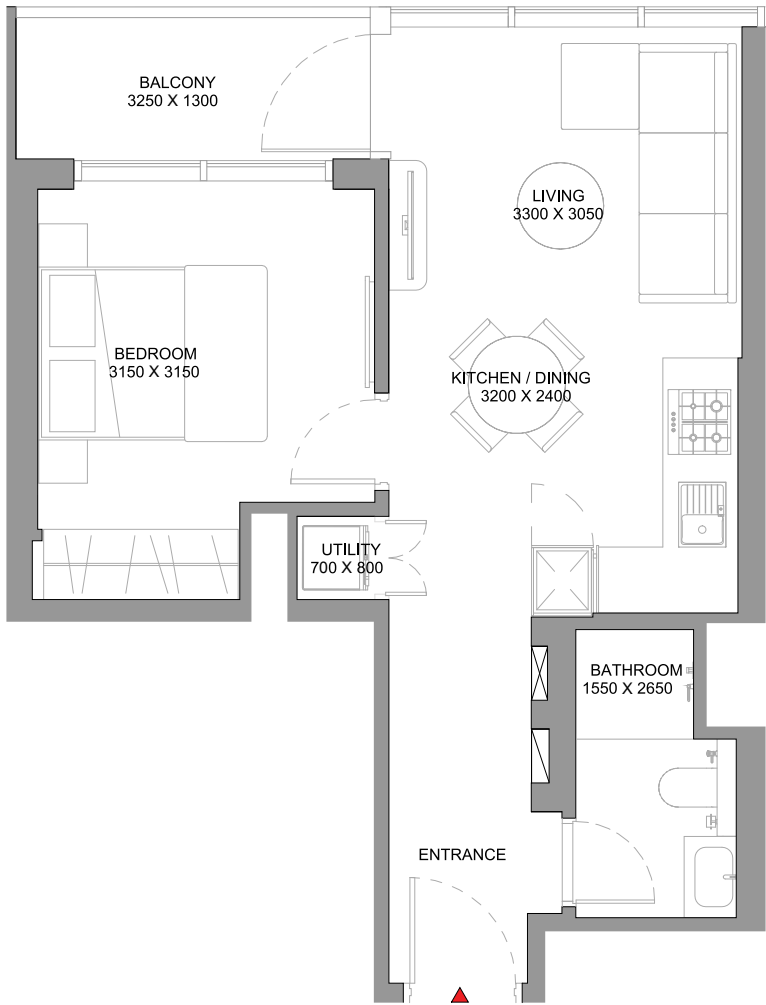 BALCONY
3250 X 1300
LIVING
3300 X 3050
BEDROOM
3150 X 3150
KITCHEN / DINING
3200 X 2400
UTILITY
700 X 800
BATHROOM
1550 X 2650
ENTRANCE